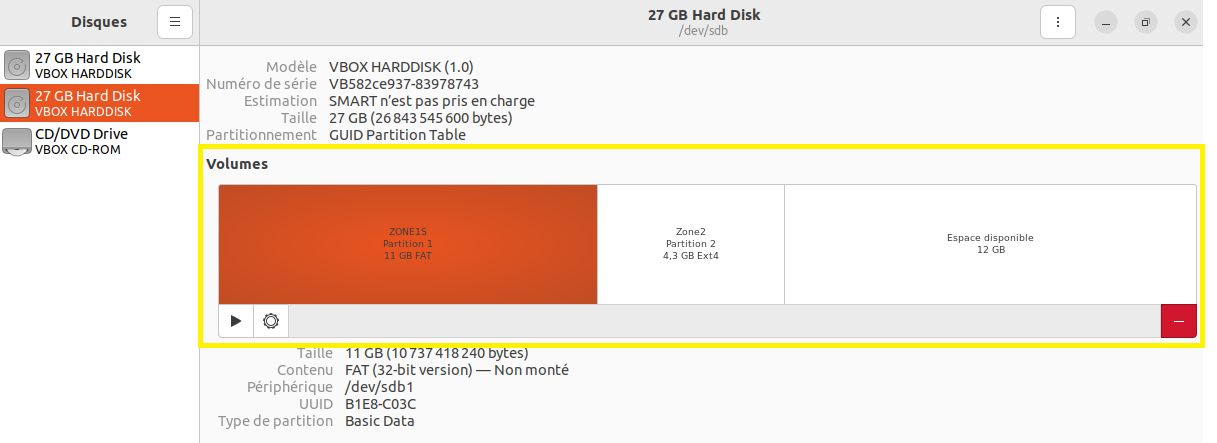 Disques
27 GB Hard Disk
/dev/sdb
27 GB Hard Disk
VBOX HARDDISK
27 GB Hard Disk
VBOX HARDDISK
CD/DVD Drive
VBOX CD-ROM
Modèle VBOX HARDDISK (1.0)
Numéro de série VB582ce937-83978743
Estimation SMART n’est pas pris en charge
Taille 27 GB (26 843 545 600 bytes)
Partitionnement GUID Partition Table
Volumes
ZONE1S
Partition 1
11 GB FAT
Zone2
Partition 2
4,3 GB Ext4
Espace disponible
12 GB
Taille 11 GB (10 737 418 240 bytes)
Contenu FAT (32-bit version) — Non monté
Périphérique /dev/sdb1
UUID B1E8-C03C
Type de partition Basic Data